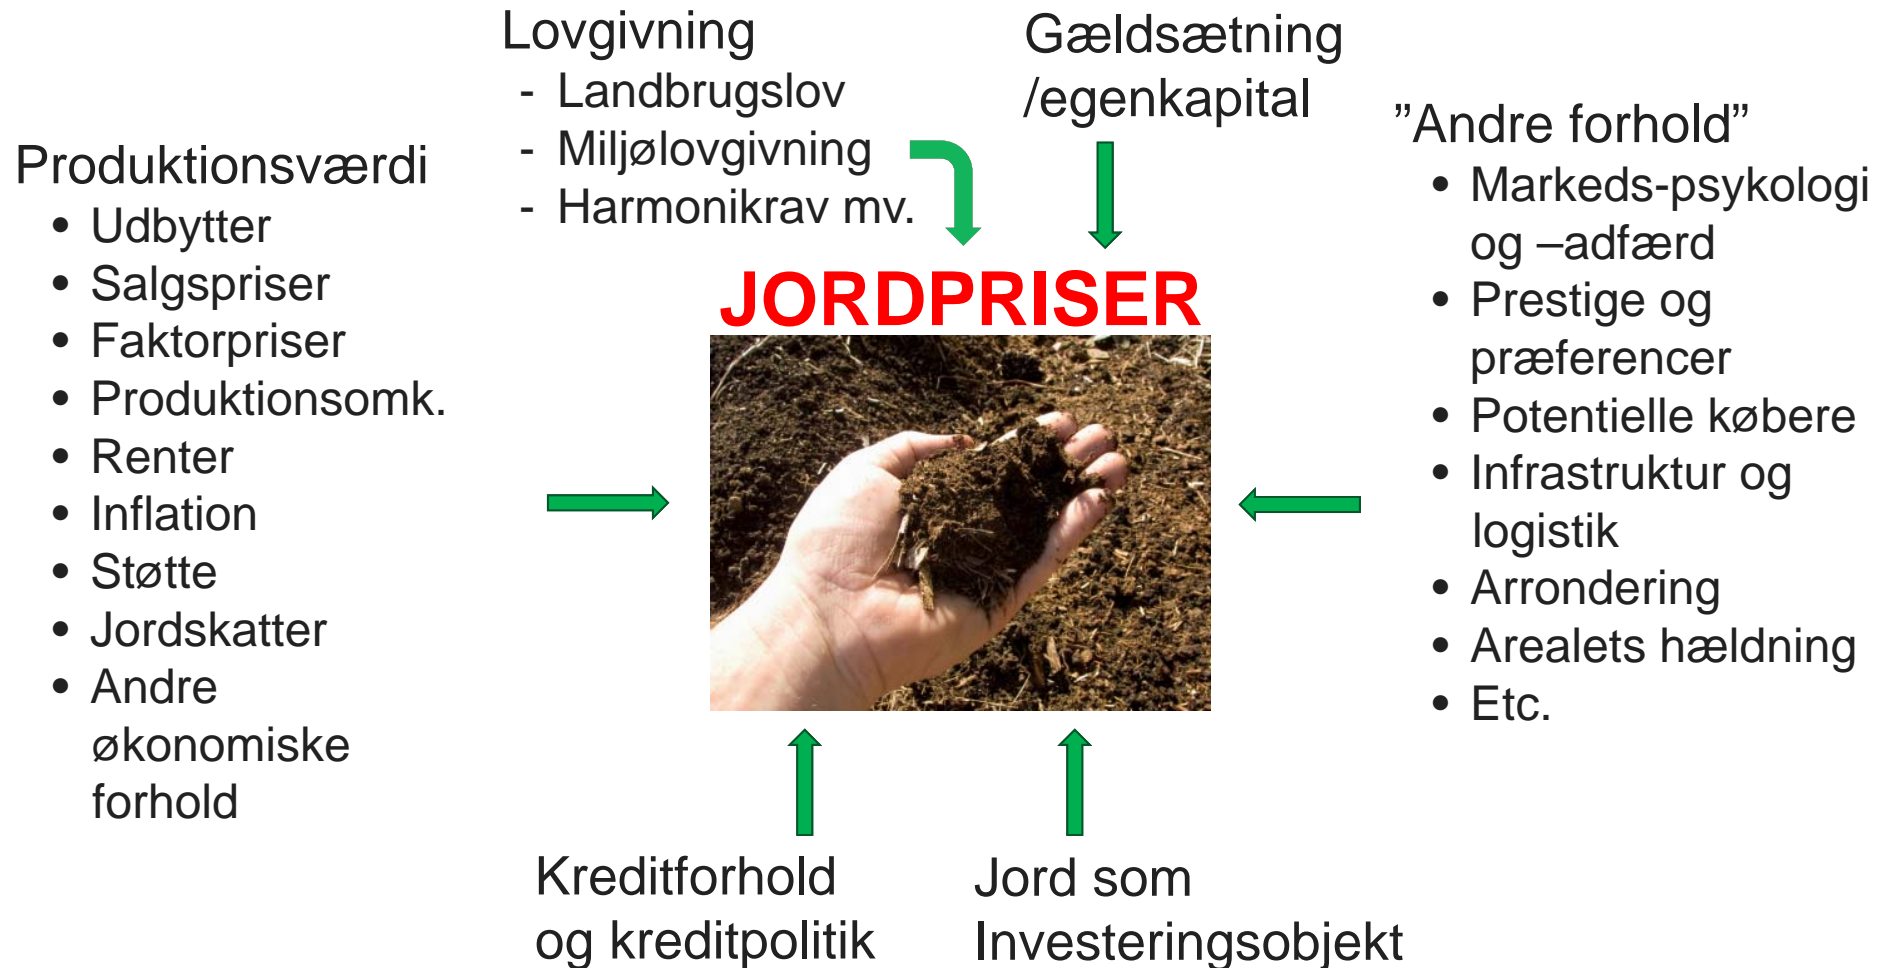 Lovgivning
- Landbrugslov
- Miljølovgivning
- Harmonikrav mv.
Gældsætning
/egenkapital
Produktionsværdi
• Udbytter
• Salgspriser
• Faktorpriser
• Produktionsomk.
• Renter
• Inflation
• Støtte
• Jordskatter
• Andre
økonomiske
forhold
JORDPRISER
”Andre forhold”
• Markeds-psykologi
og –adfærd
• Prestige og
præferencer
• Potentielle købere
• Infrastruktur og
logistik
• Arrondering
• Arealets hældning
• Etc.
Kreditforhold
og kreditpolitik
Jord som
Investeringsobjekt